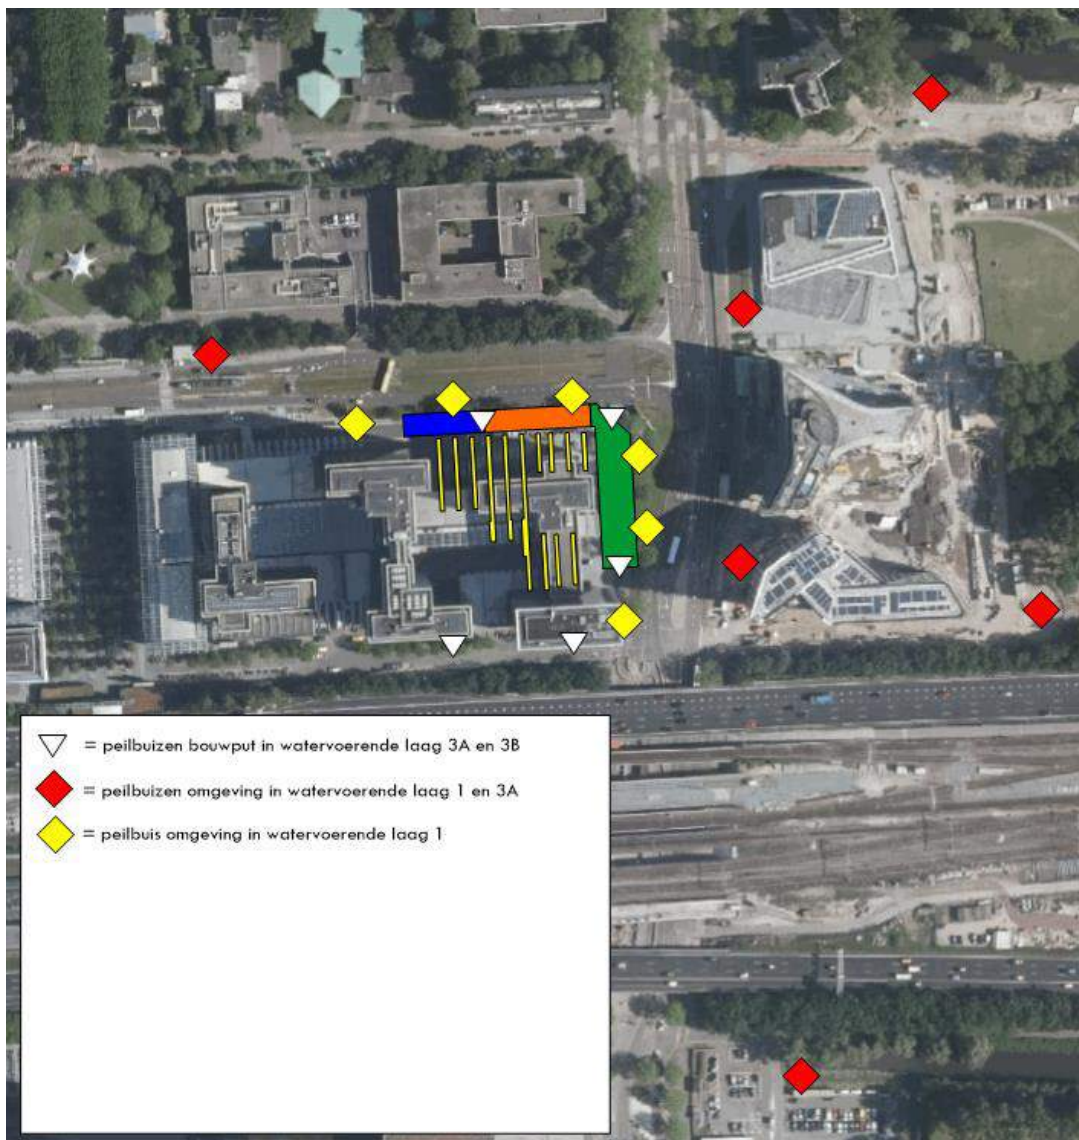 = peilbuizen bouwput in watervoerende laag 3A en 3B
= peilbuizen omgeving in watervoerende laag 1 en 3A
= peilbuis omgeving in watervoerende laag 1